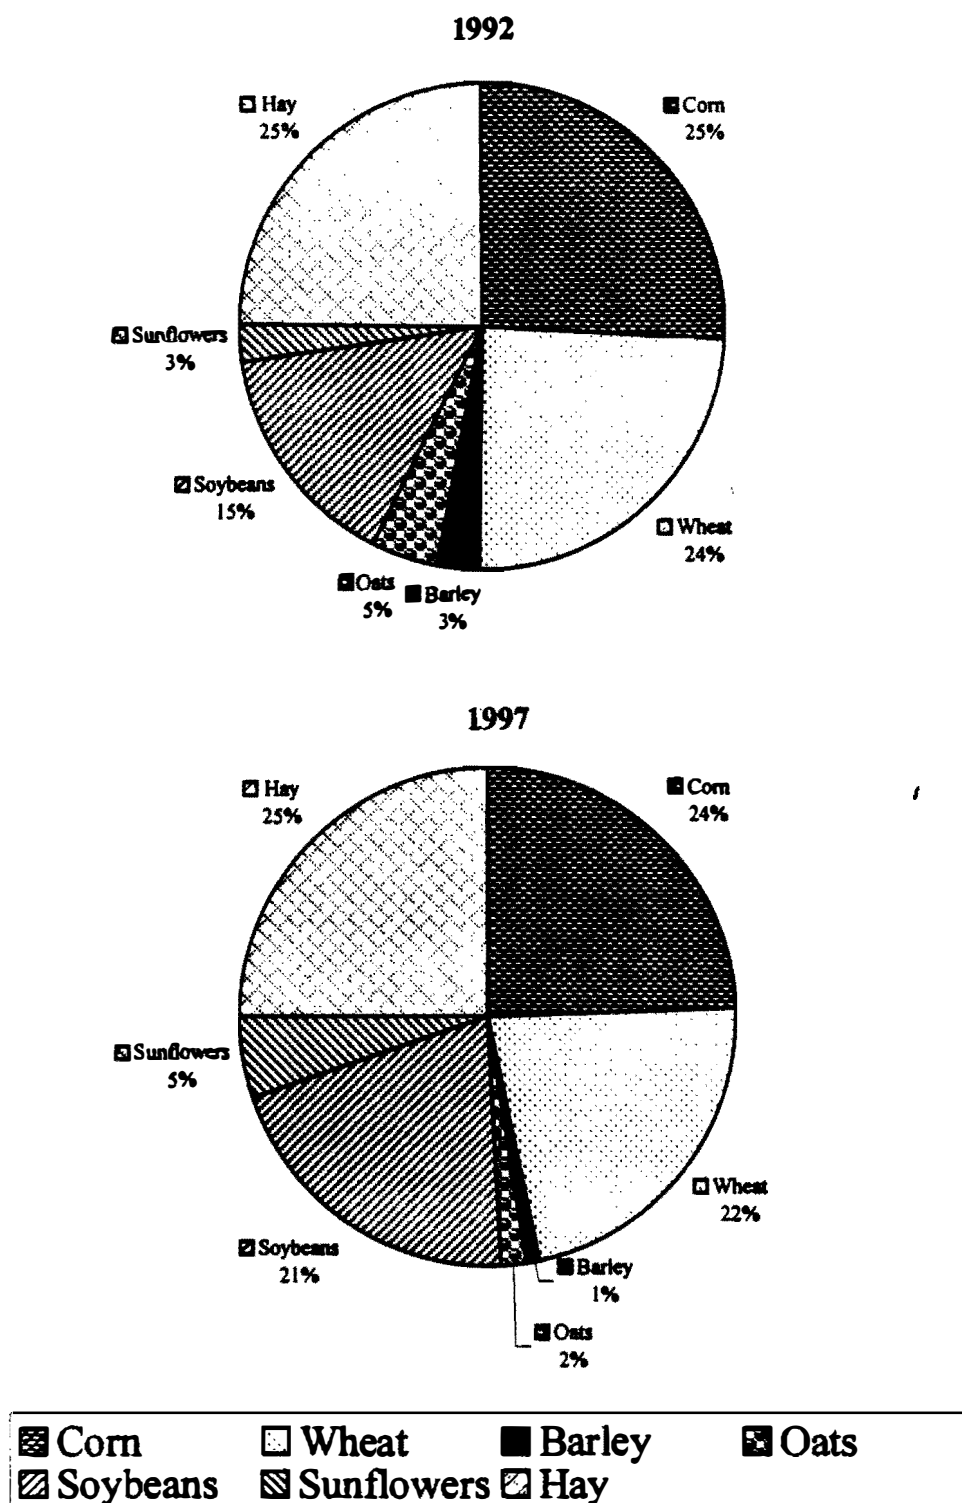 1992
Hay
25%
Corn
25%
Sunflowers
3%
Soybeans
15%
Wheat
24%
Oats
5%
Barley
3%
1997
Hay
25%
Corn
24%
Sunflowers
5%
Wheat
22%
Soybeans
21%
Barley
1%
Oats
2%
Corn Wheat Barley Oats
Soybeans Sunflowers Hay